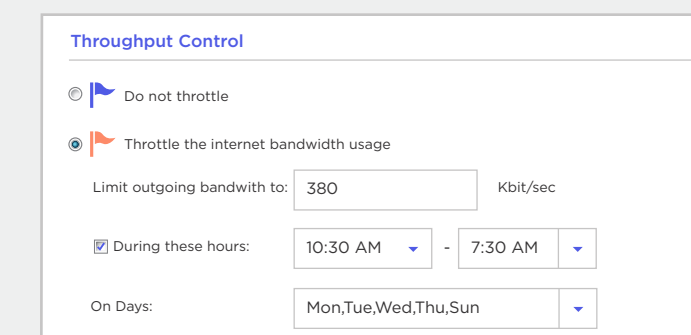 Throughput Control
Do not throttle
Throttle the internet bandwidth usage
Limit outgoing bandwith to: 380 Kbit/sec
During these hours: 10:30 AM - 7:30 AM
On Days: Mon,Tue,Wed,Thu,Sun